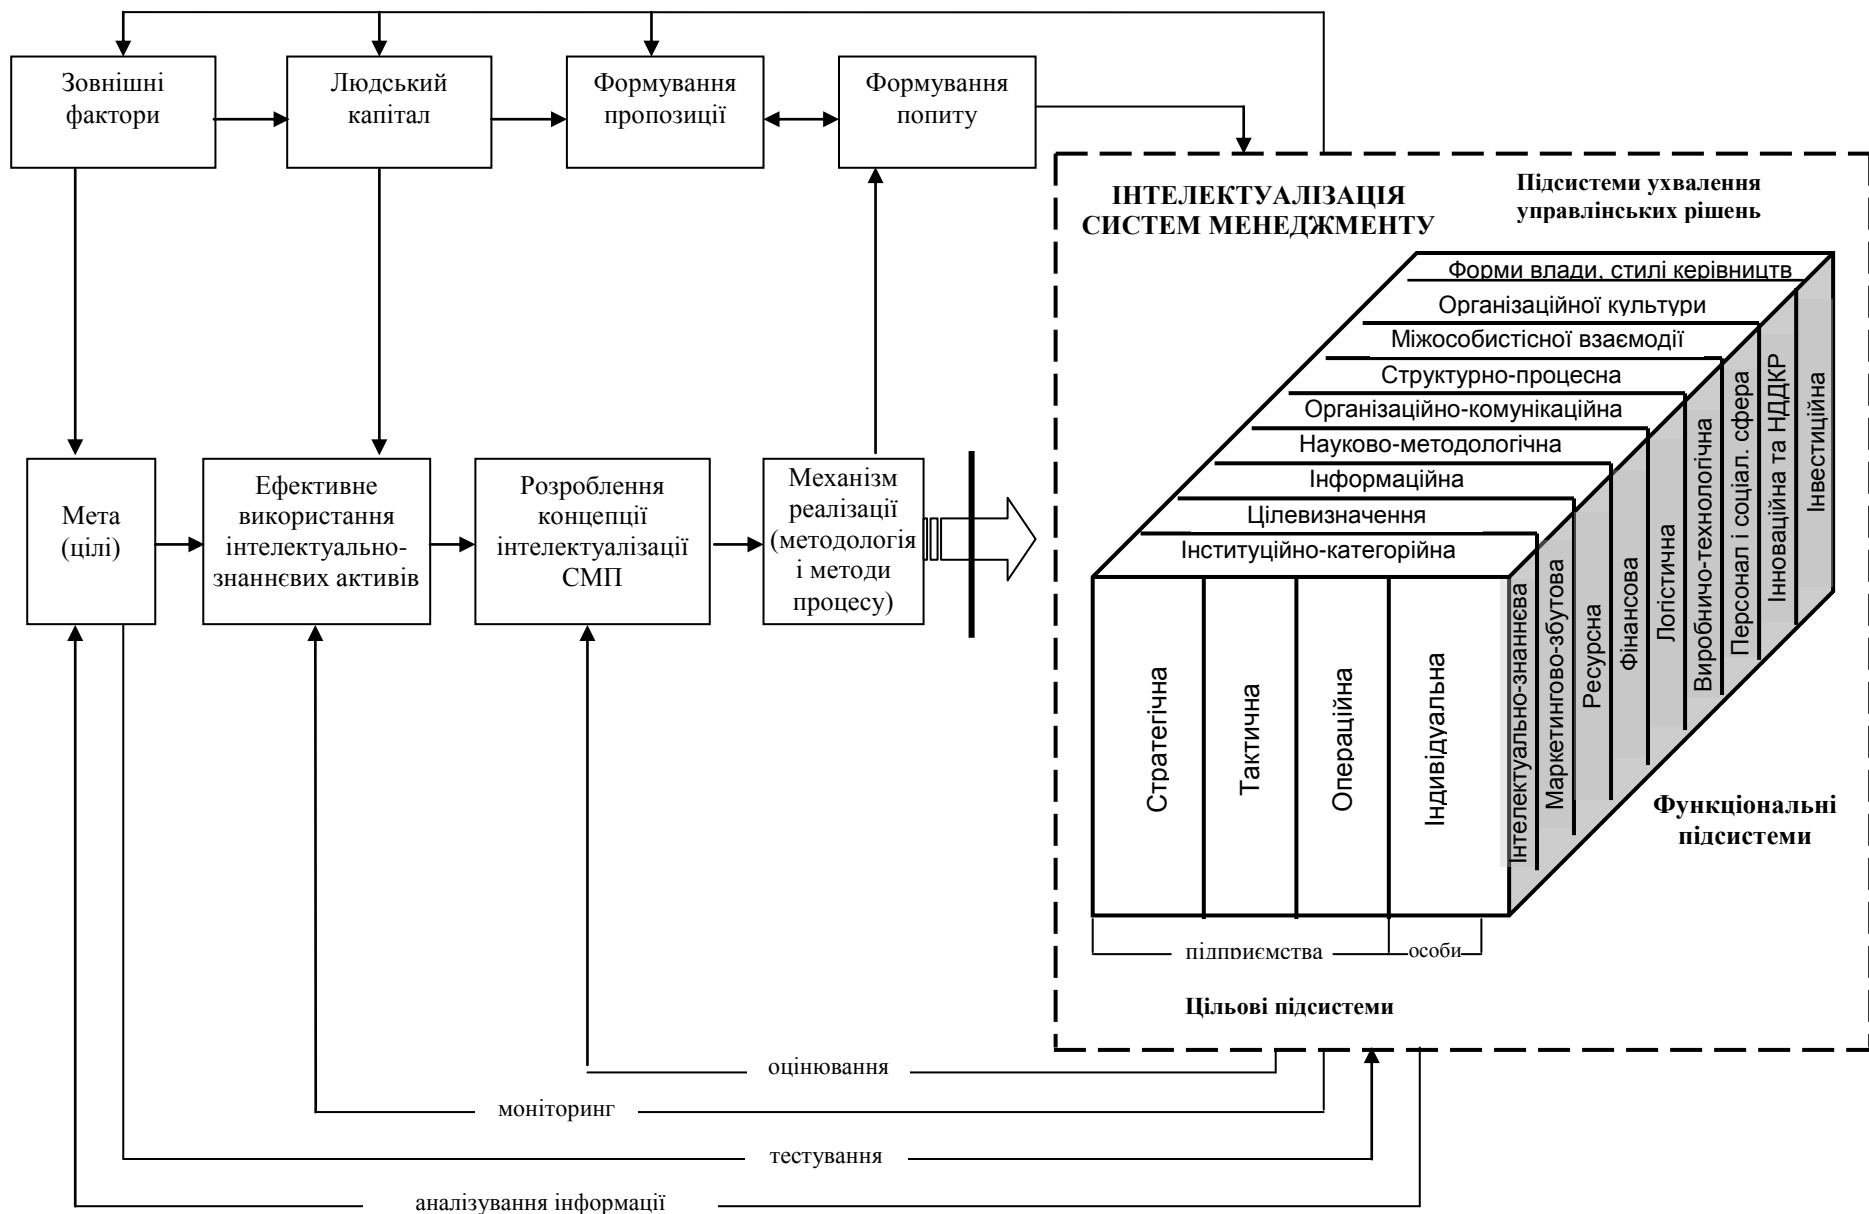 Зовнішні
фактори
Людський
капітал
Формування
пропозиції
Формування
попиту
ІНТЕЛЕКТУАЛІЗАЦІЯ
СИСТЕМ МЕНЕДЖМЕНТУ
Підсистеми ухвалення
управлінських рішень
Форми влади, стилі керівництв
Організаційної культури
Міжособистісної взаємодії
Структурно-процесна
Організаційно-комунікаційна
Науково-методологічна
Інформаційна
Цілевизначення
Інституційно-категорійна
Мета
(цілі)
Ефективне
використання
інтелектуально-
знаннєвих активів
Розроблення
концепції
інтелектуалізації
СМП
Механізм
реалізації
(методологія
і методи
процесу)
Стратегічна
Тактична
Операційна
Індивідуальна
Інтелектуально-знаннєва
Маркетингово-збутова
Ресурсна
Фінансова
Логістична
Виробничо-технологічна
Персонал і соціал. сфера
Інноваційна та НДДКР
Інвестиційна
Функціональні
підсистеми
підприємства
особи
Цільові підсистеми
оцінювання
моніторинг
тестування
аналізування інформації